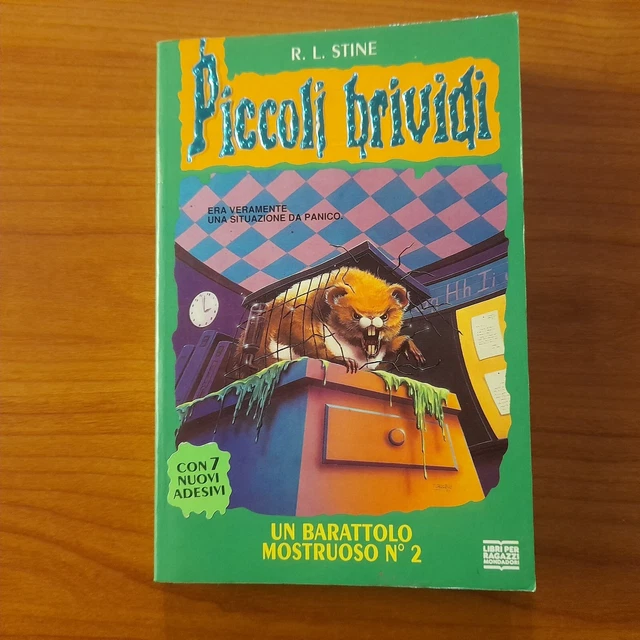 R. L. STINE
Piccoli brividi
ERA VERAMENTE
UNA SITUAZIONE DA PANICO.
Hh Ii
CON 7
NUOVI
ADESIVI
UN BARATTOLO
MOSTRUOSO N° 2
LIBRI PER
RAGAZZI
MONDADORI